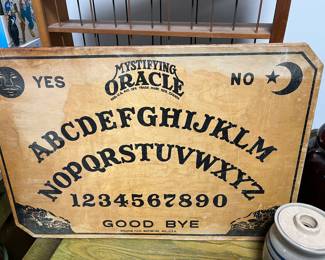 MYSTIFYING
ORACLE
YES
NO
ABCDEFGHIJKLM
NOPQRSTUVWXYZ
1234567890
GOOD BYE